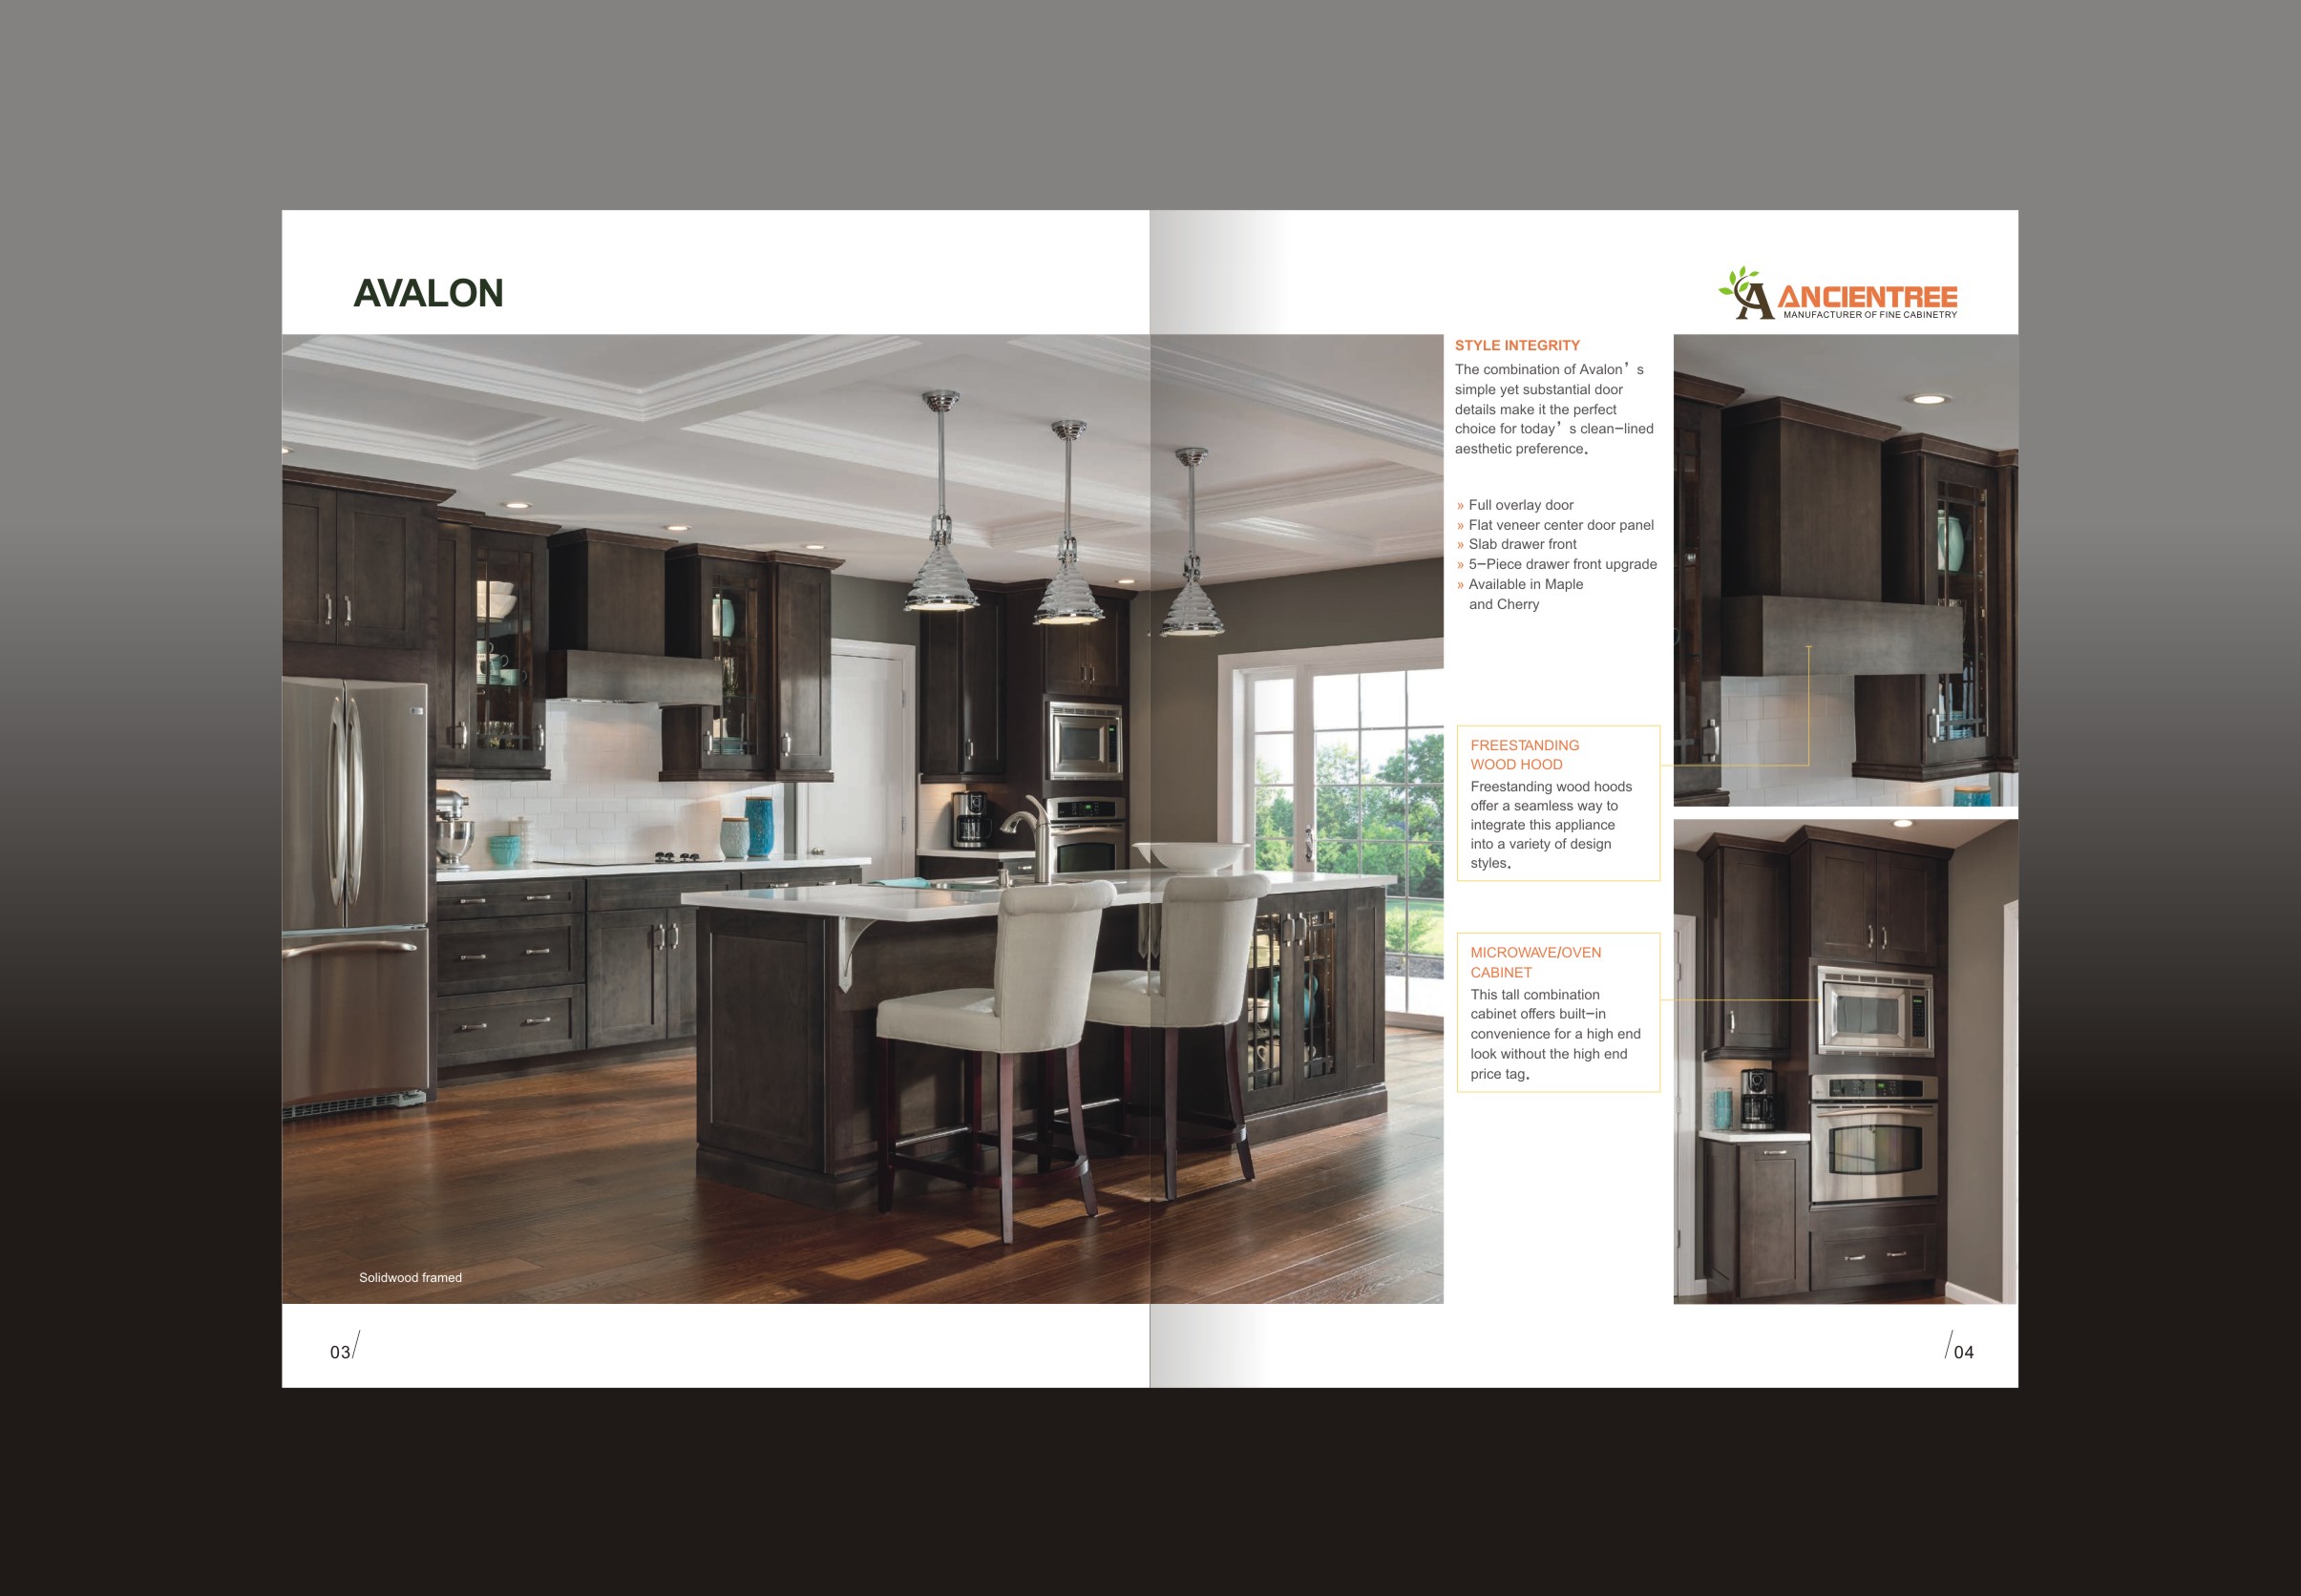 AVALON
ANCIENTREE
MANUFACTURER OF FINE CABINETRY
STYLE INTEGRITY
The combination of Avalon’s
simple yet substantial door
details make it the perfect
choice for today’s clean-lined
aesthetic preference.
» Full overlay door
» Flat veneer center door panel
» Slab drawer front
» 5-Piece drawer front upgrade
» Available in Maple
and Cherry
FREESTANDING
WOOD HOOD
Freestanding wood hoods
offer a seamless way to
integrate this appliance
into a variety of design
styles.
MICROWAVE/OVEN
CABINET
This tall combination
cabinet offers built-in
convenience for a high end
look without the high end
price tag.
Solidwood framed
03/
/04